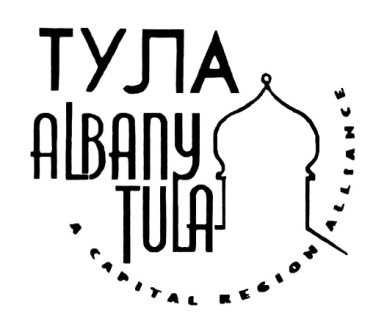 ТУЛА
ALBANY
TULA
A CAPITAL REGION ALLIANCE